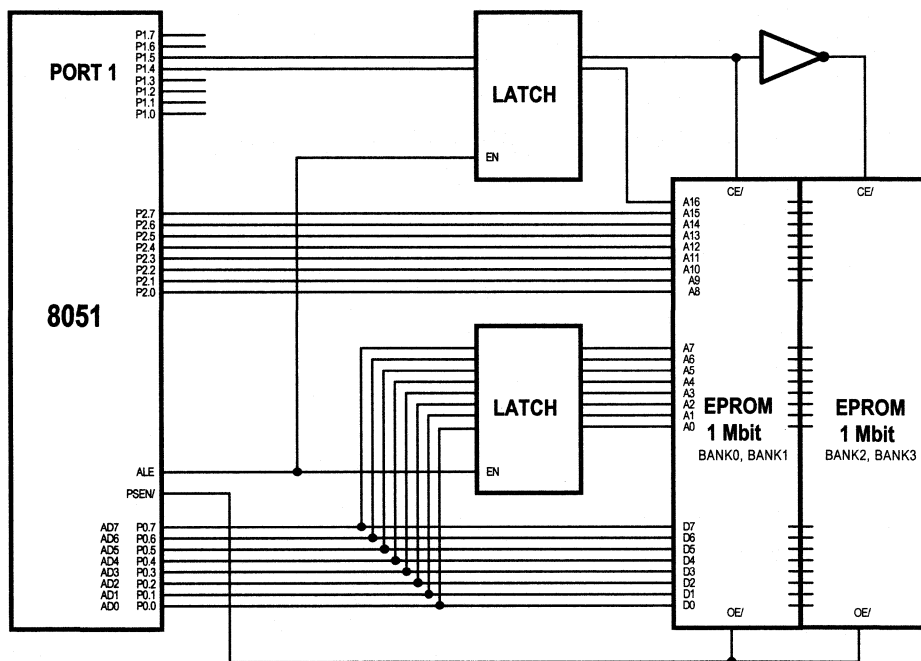 PORT 1
P1.7
P1.6
P1.5
P1.4
P1.3
P1.2
P1.1
P1.0
P2.7
P2.6
P2.5
P2.4
P2.3
P2.2
P2.1
P2.0
8051
ALE
PSEN/
AD7 P0.7
AD6 P0.6
AD5 P0.5
AD4 P0.4
AD3 P0.3
AD2 P0.2
AD1 P0.1
AD0 P0.0
LATCH
EN
LATCH
EN
CE/
A16
A15
A14
A13
A12
A11
A10
A9
A8
A7
A6
A5
A4
A3
A2
A1
A0
EPROM
1 Mbit
BANK0, BANK1
D7
D6
D5
D4
D3
D2
D1
D0
OE/
CE/
EPROM
1 Mbit
BANK2, BANK3
OE/